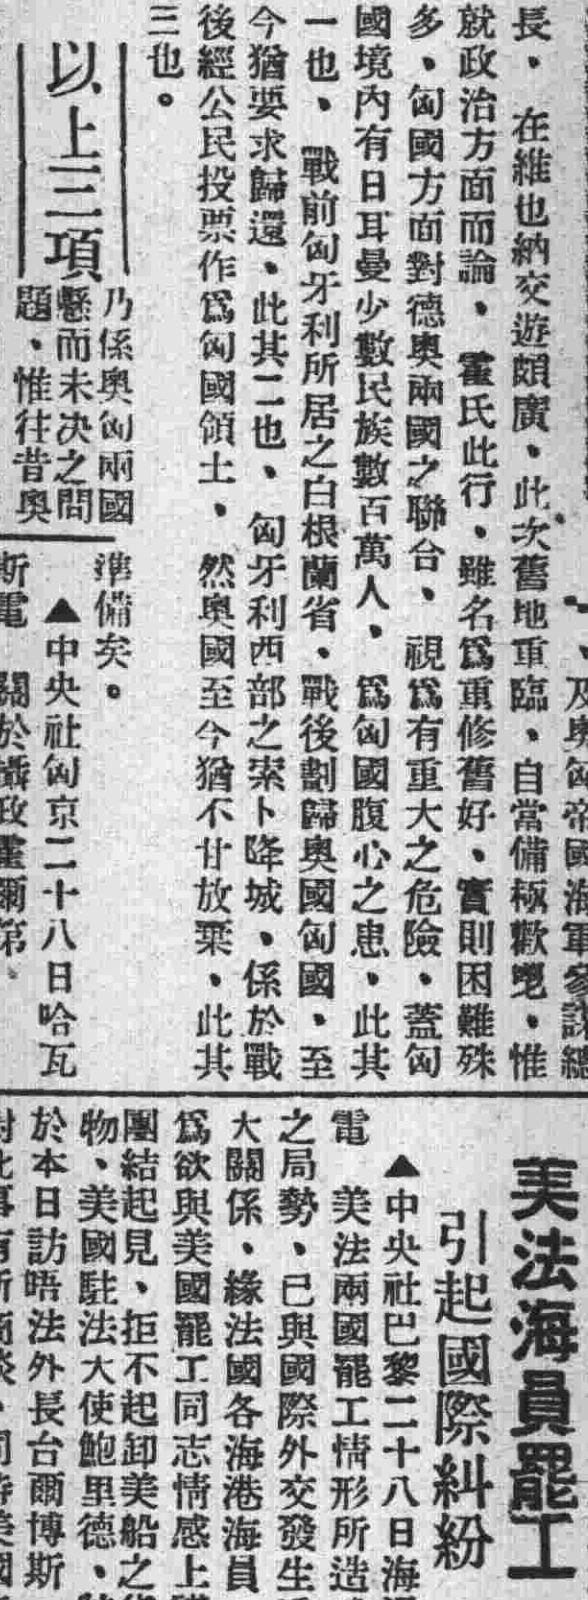 及奧匈帝國海軍參謀總
長、在維也納交遊頗廣、此次舊地重臨、自當備極歡迎、惟
就政治方面而論、霍氏此行、雖名爲重修舊好、實則困難殊
多、匈國方面對德奧兩國之聯合、視爲有重大之危險、蓋匈
國境內有日耳曼少數民族數百萬人、爲匈國腹心之患、此其
一也、戰前匈牙利所居之白根蘭省、戰後劃歸奧國匈國、至
今猶要求歸還、此其二也、匈牙利西部之索卜降城、係於戰
後經公民投票作爲匈國領土、然奧國至今猶不甘放棄、此其
三也。
以上三項
乃係奧匈兩國
懸而未決之問
題、惟往昔奧
準備矣。
▲中央社匈京二十八日哈瓦
斯電 關於攝政霍爾第
美法海員罷工
引起國際糾紛
▲中央社巴黎二十八日海
電 美法兩國罷工情形所造
之局勢、已與國際外交發生
大關係、緣法國各海港海員
爲欲與美國罷工同志情感上
團結起見、拒不起卸美船之
物、美國駐法大使鮑里德、
於本日訪晤法外長台爾博斯
對此事有所商談、同時美國